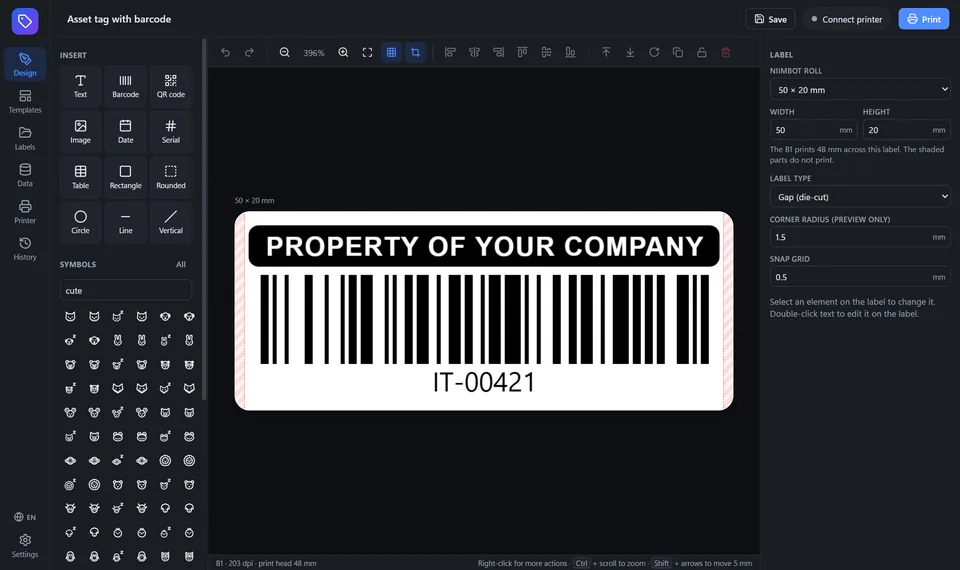 Asset tag with barcode
Save
Connect printer
Print
Design
Templates
Labels
Data
Printer
History
EN
Settings
INSERT
Text
Barcode
QR code
Image
Date
Serial
Table
Rectangle
Rounded
Circle
Line
Vertical
SYMBOLS
All
cute
396%
50 × 20 mm
PROPERTY OF YOUR COMPANY
IT-00421
B1 · 203 dpi · print head 48 mm
Right-click for more actions · Ctrl + scroll to zoom · Shift + arrows to move 5 mm
LABEL
NIIMBOT ROLL
50 × 20 mm
WIDTH
HEIGHT
50 mm
20 mm
The B1 prints 48 mm across this label. The shaded
parts do not print.
LABEL TYPE
Gap (die-cut)
CORNER RADIUS (PREVIEW ONLY)
1.5 mm
SNAP GRID
0.5 mm
Select an element on the label to change it.
Double-click text to edit it on the label.